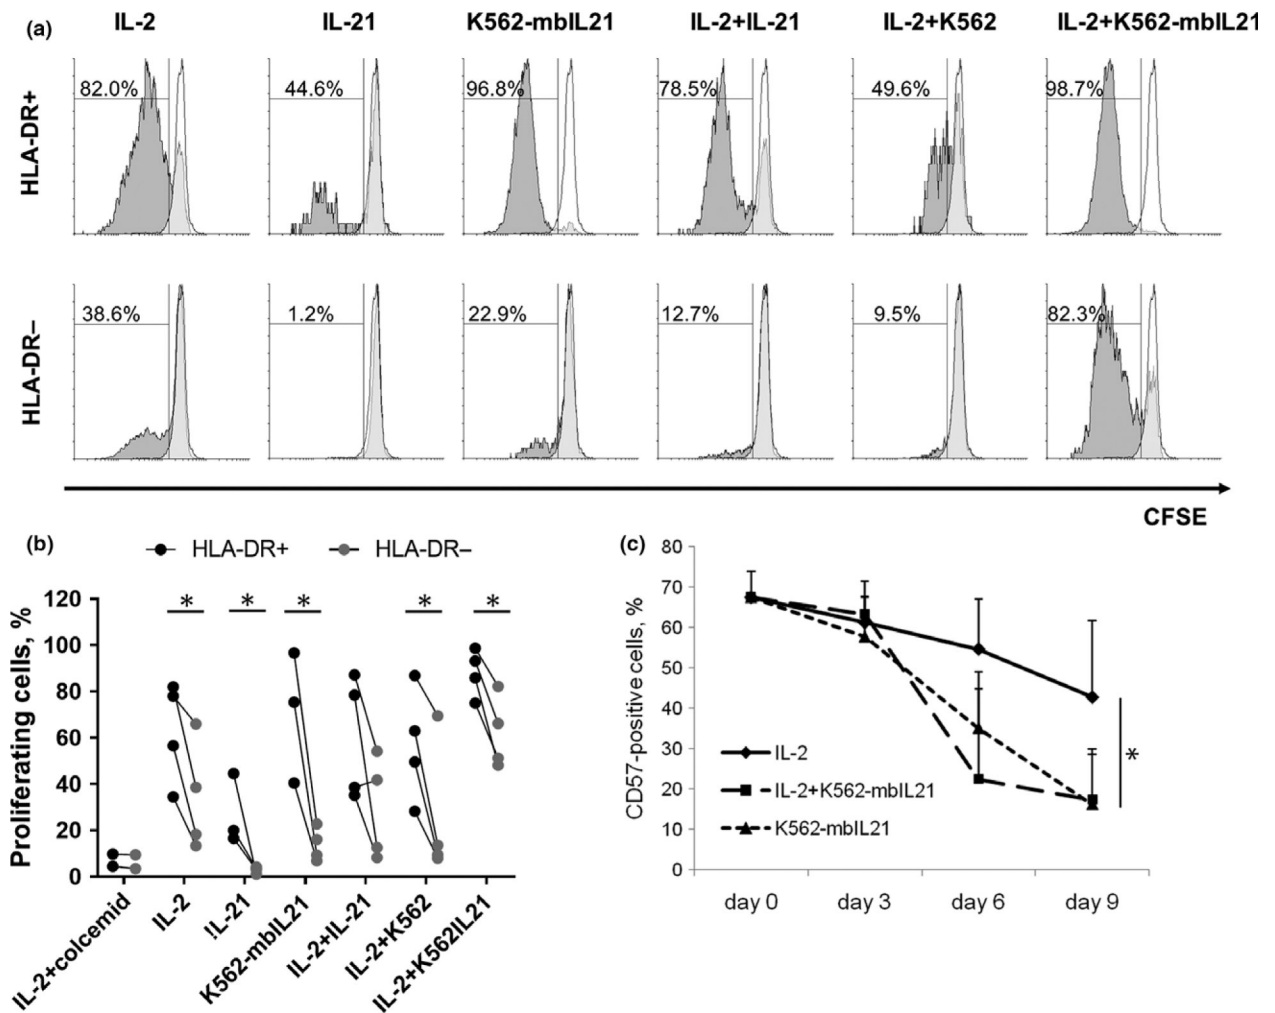 (a)
IL-2 IL-21 K562-mbIL21 IL-2+IL-21 IL-2+K562 IL-2+K562-mbIL21
HLA-DR+
82.0% 44.6% 96.8% 78.5% 49.6% 98.7%
HLA-DR–
38.6% 1.2% 22.9% 12.7% 9.5% 82.3%
CFSE
(b)
HLA-DR+ HLA-DR–
Proliferating cells, %
120
100
80
60
40
20
0
* * * * *
IL-2+colcemid
IL-2
IL-21
K562-mbIL21
IL-2+IL-21
IL-2+K562
IL-2+K562IL21
(c)
CD57-positive cells, %
80
70
60
50
40
30
20
10
0
IL-2
IL-2+K562-mbIL21
K562-mbIL21
*
day 0 day 3 day 6 day 9